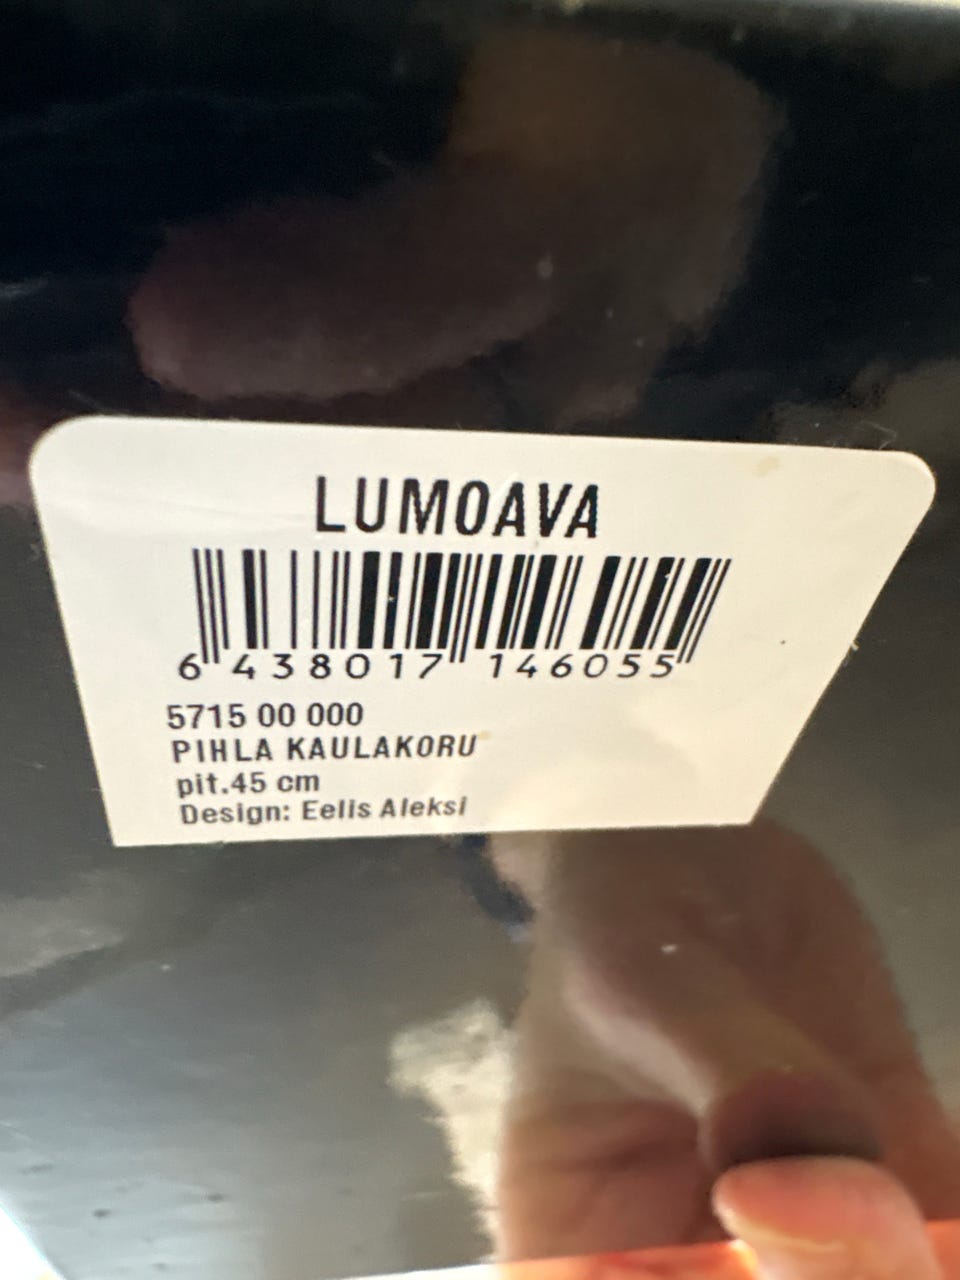 LUMOAVA
6 438017 146055
5715 00 000
PIHLA KAULAKORU
pit.45 cm
Design: Eelis Aleksi